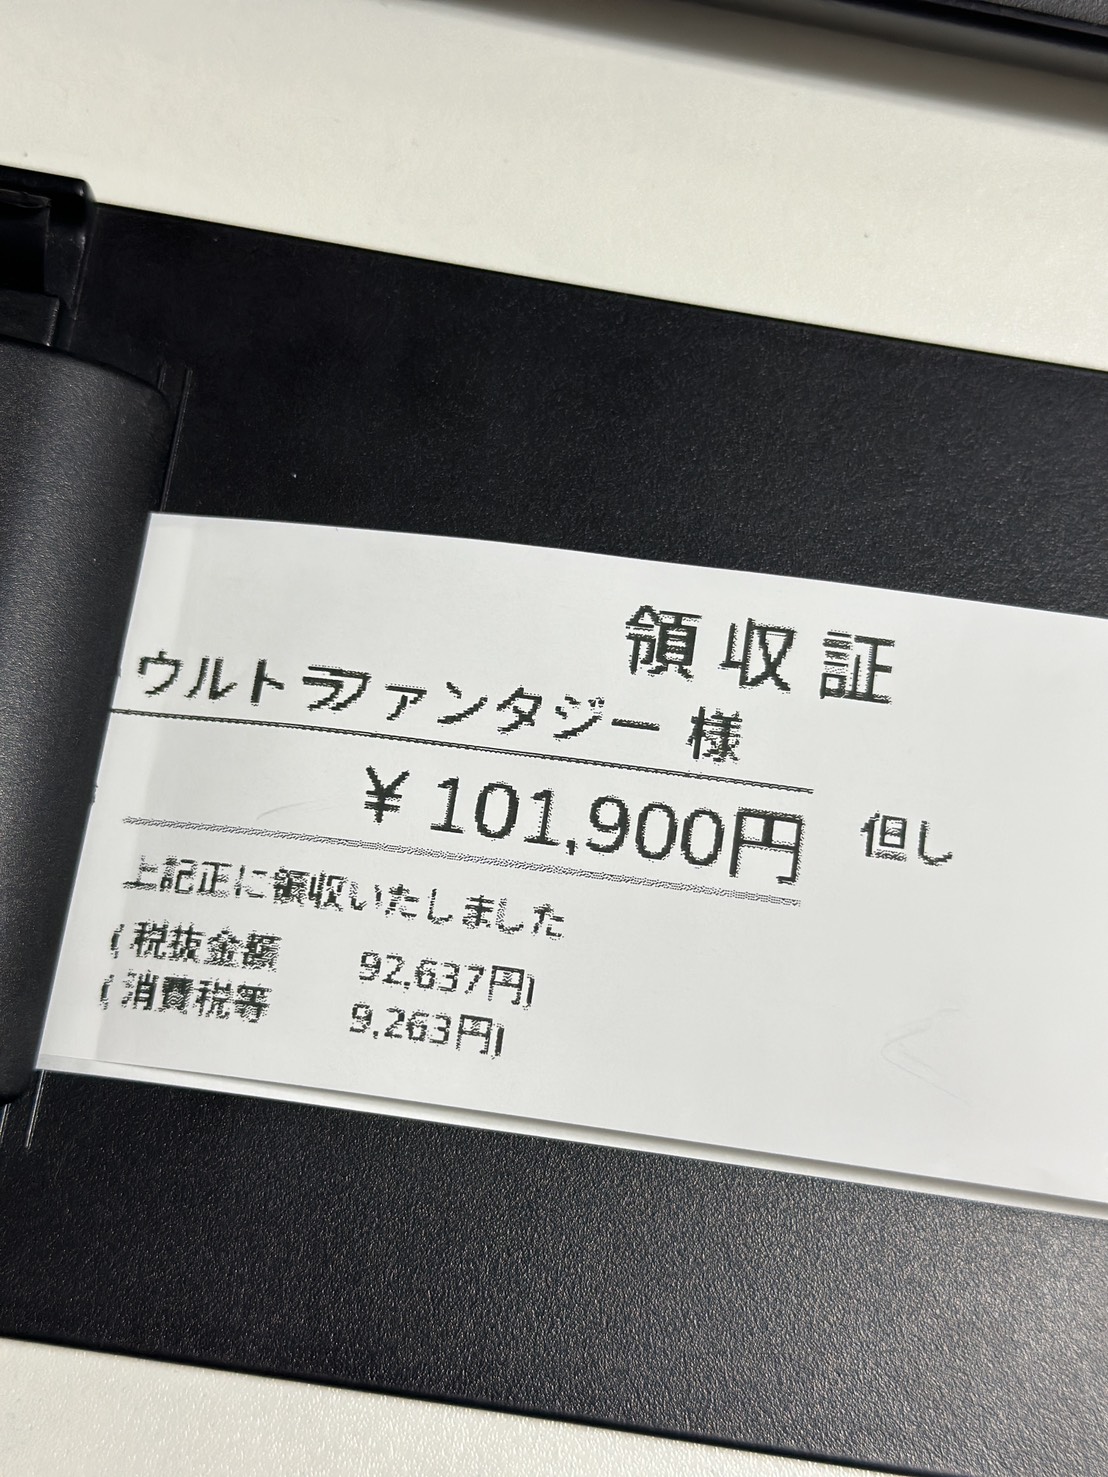 領収証
ウルトラファンタジー 様
¥101,900円 但し
上記正に領収いたしました
(税抜金額 92,637円)
(消費税等 9,263円)